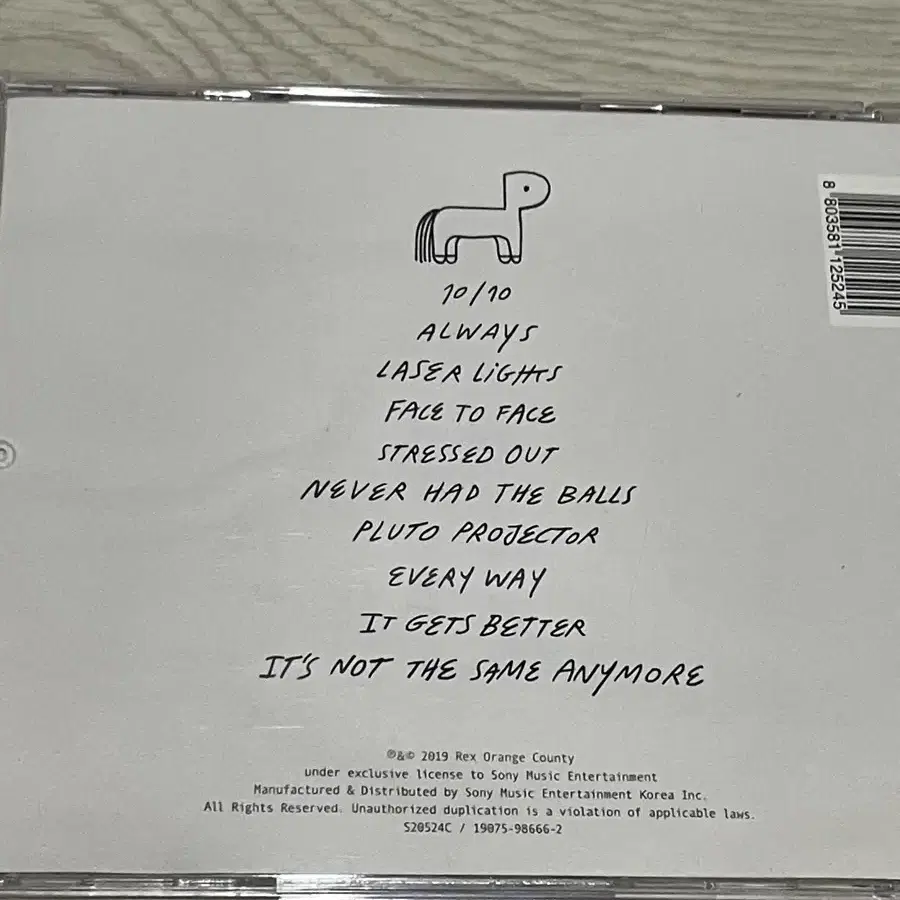 10/10
ALWAYS
LASER LiGHTS
FACE TO FACE
STRESSED OUT
NEVER HAD THE BALLS
PLUTO PROJECTOR
EVERY WAY
IT GETS BETTER
IT'S NOT THE SAME ANYMORE
℗&© 2019 Rex Orange County
under exclusive license to Sony Music Entertainment
Manufactured & Distributed by Sony Music Entertainment Korea Inc.
All Rights Reserved. Unauthorized duplication is a violation of applicable laws.
S20524C / 19075-98666-2
8 803581 125245